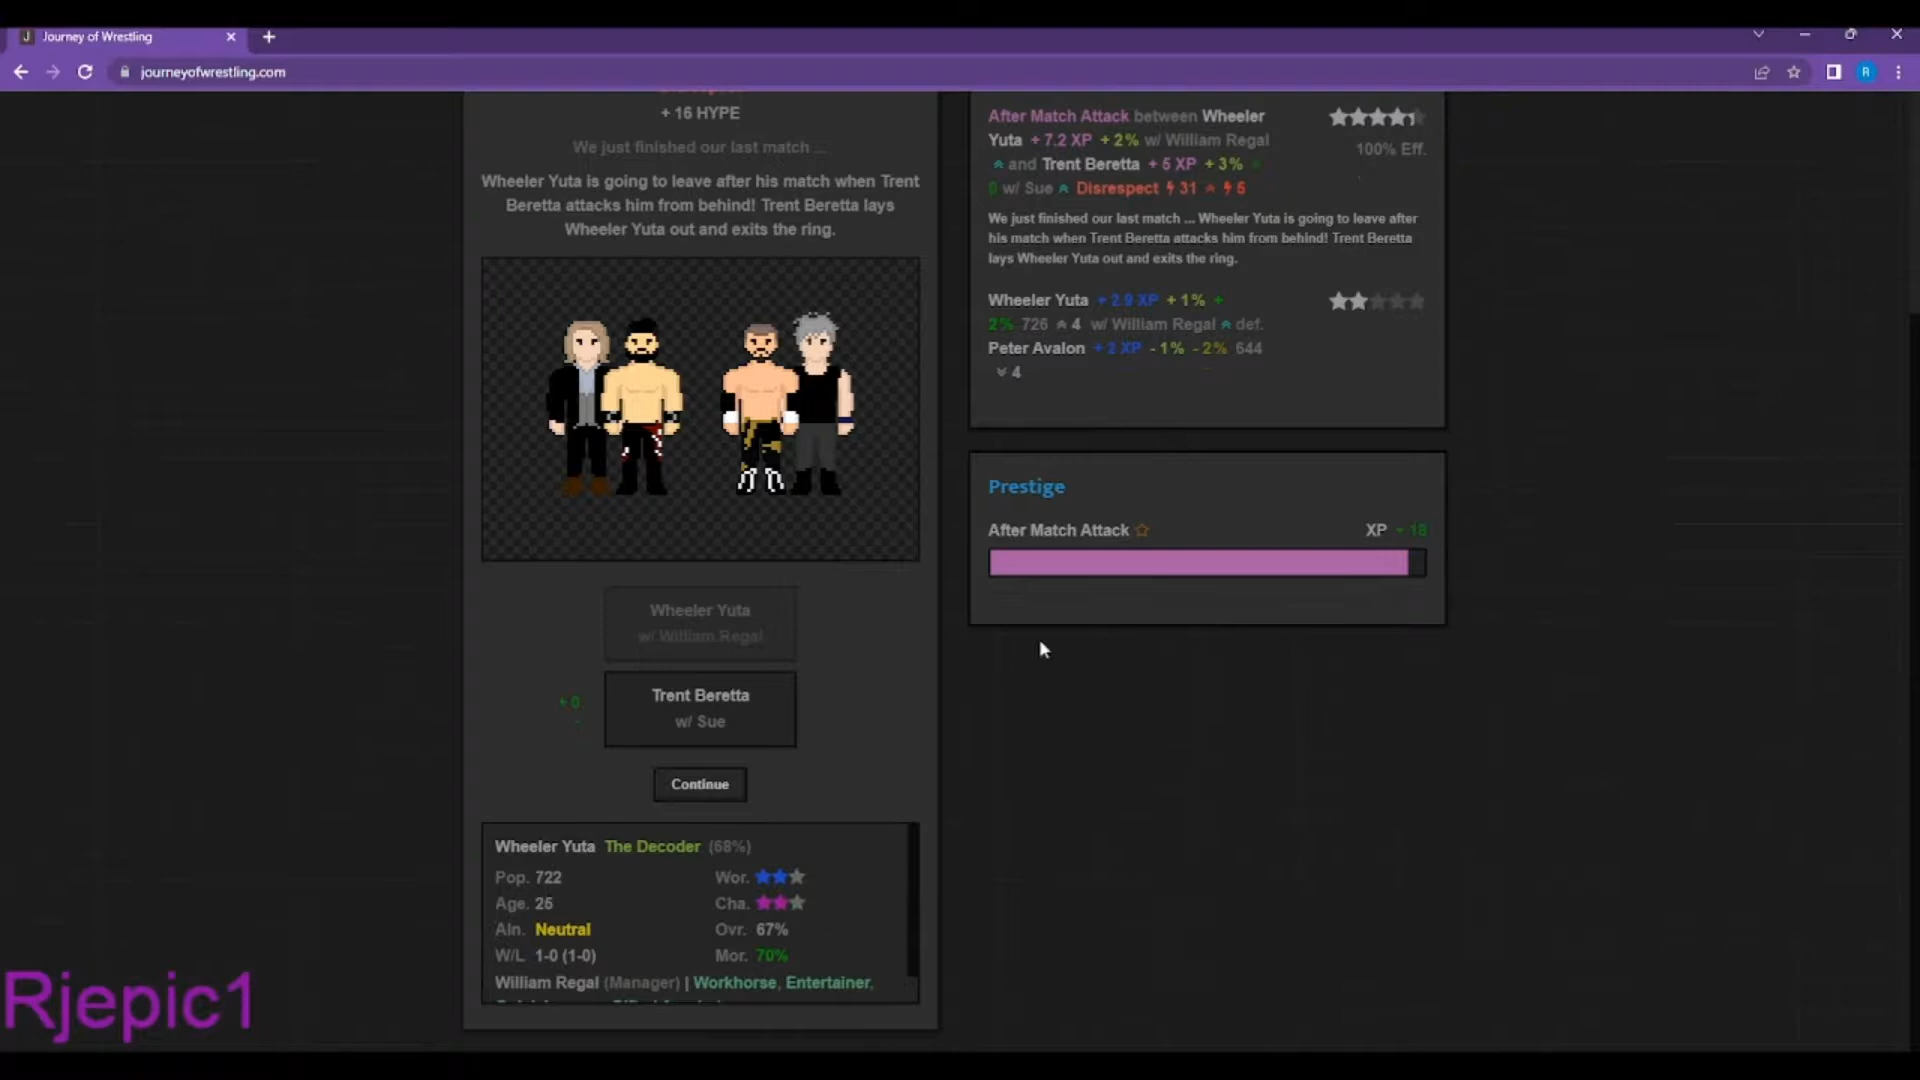 Journey of Wrestling
journeyofwrestling.com
R
+ 16 HYPE
We just finished our last match ...
Wheeler Yuta is going to leave after his match when Trent
Beretta attacks him from behind! Trent Beretta lays
Wheeler Yuta out and exits the ring.
Wheeler Yuta
w/ William Regal
+ 0
Trent Beretta
w/ Sue
Continue
Wheeler Yuta The Decoder (68%)
Pop. 722 Wor.
Age. 25 Cha.
Aln. Neutral Ovr. 67%
W/L 1-0 (1-0) Mor. 70%
William Regal (Manager) | Workhorse, Entertainer,
After Match Attack between Wheeler
Yuta + 7.2 XP + 2% w/ William Regal
and Trent Beretta + 5 XP + 3% +
0 w/ Sue Disrespect 31 5
100% Eff.
We just finished our last match ... Wheeler Yuta is going to leave after
his match when Trent Beretta attacks him from behind! Trent Beretta
lays Wheeler Yuta out and exits the ring.
Wheeler Yuta + 2.9 XP + 1% +
2% 726 4 w/ William Regal def.
Peter Avalon + 2 XP - 1% - 2% 644
4
Prestige
After Match Attack XP + 18
Rjepic1